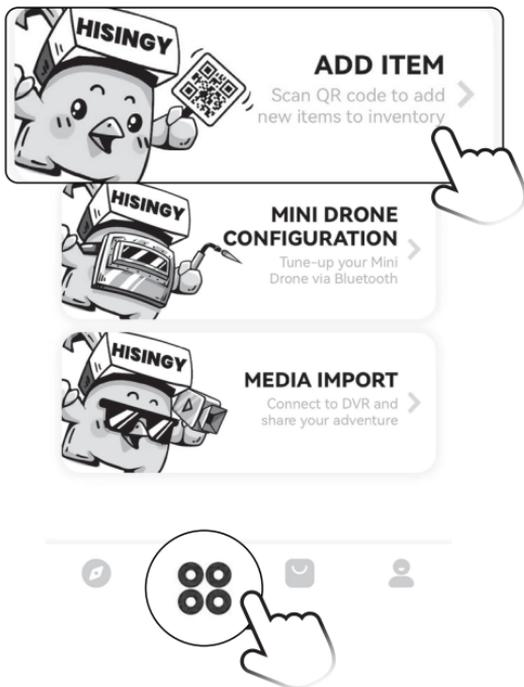 HISINGY
ADD ITEM
Scan QR code to add
new items to inventory
HISINGY
MINI DRONE
CONFIGURATION
Tune-up your Mini
Drone via Bluetooth
HISINGY
MEDIA IMPORT
Connect to DVR and
share your adventure